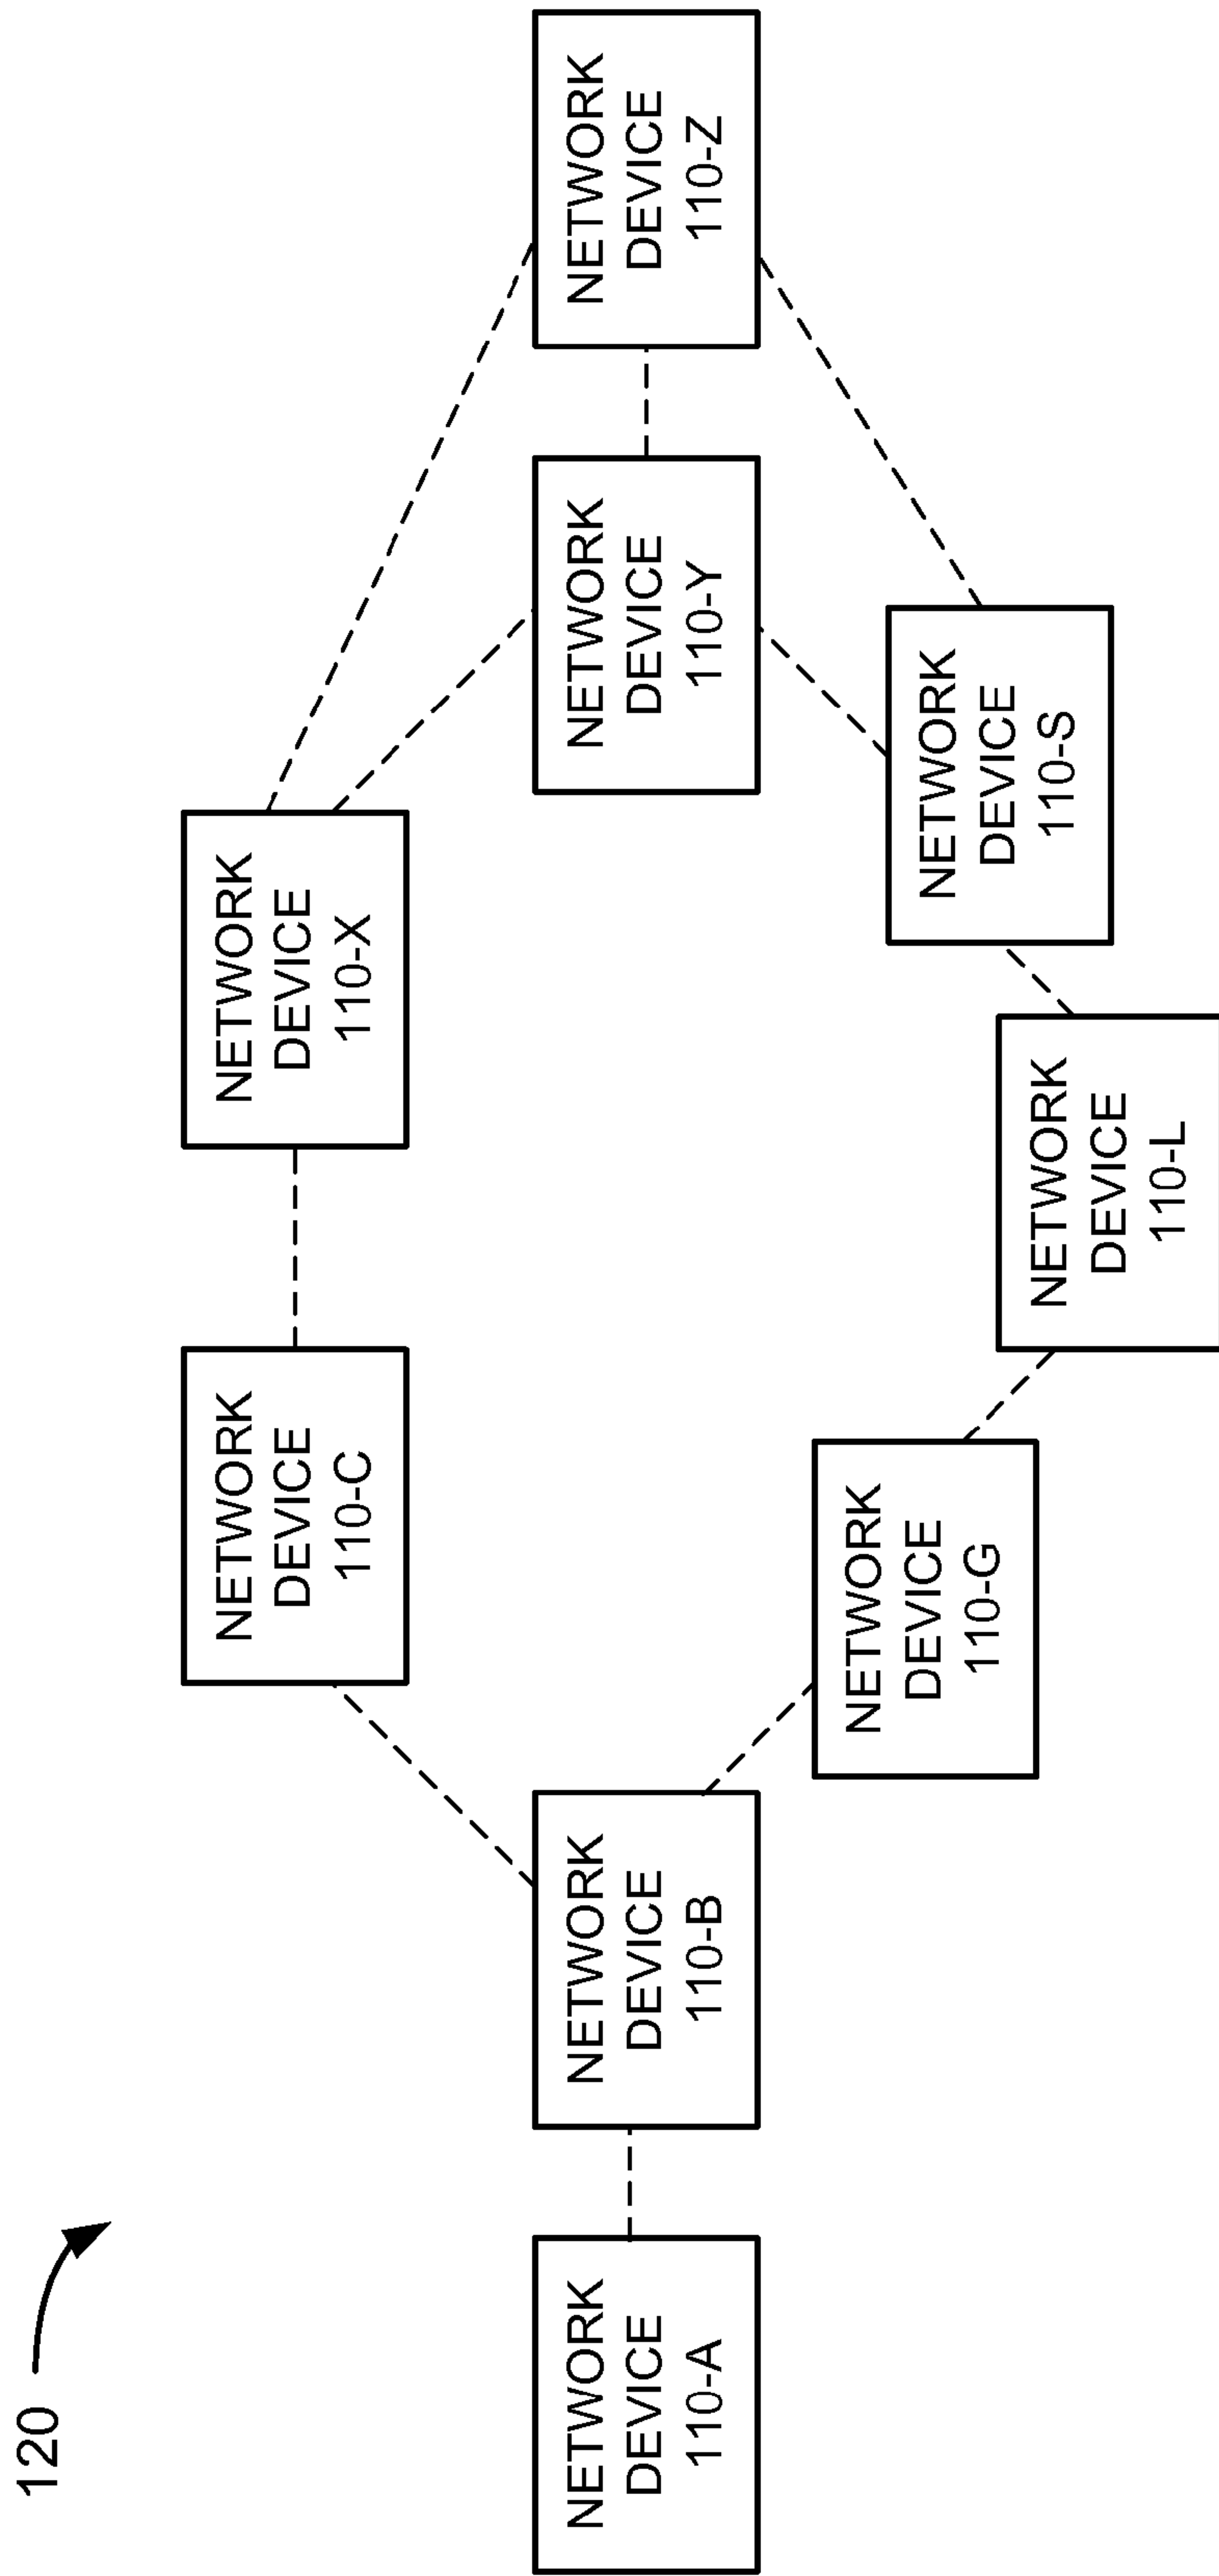 120
NETWORK
DEVICE
110-A
NETWORK
DEVICE
110-B
NETWORK
DEVICE
110-C
NETWORK
DEVICE
110-X
NETWORK
DEVICE
110-G
NETWORK
DEVICE
110-L
NETWORK
DEVICE
110-S
NETWORK
DEVICE
110-Y
NETWORK
DEVICE
110-Z